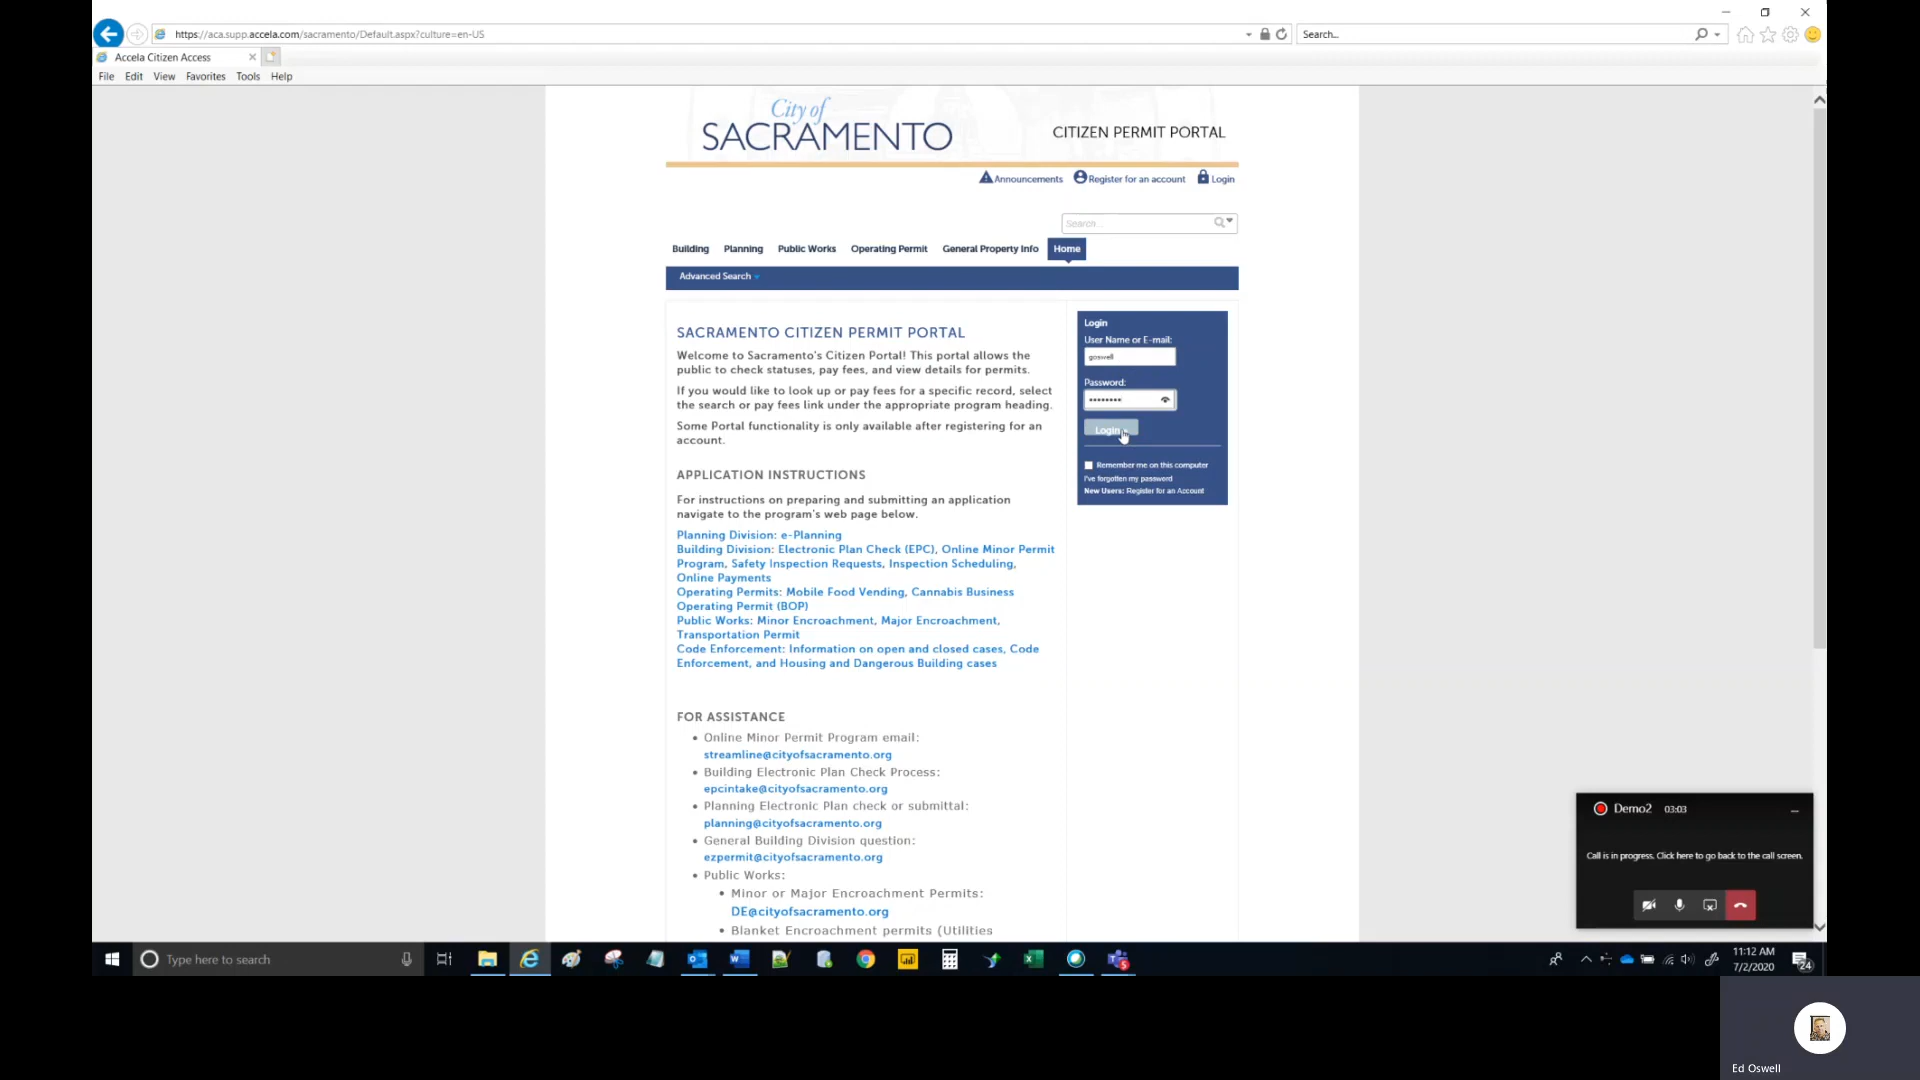 https://aca.supp.accela.com/sacramento/Default.aspx?culture=en-US
Search...
Accela Citizen Access
File Edit View Favorites Tools Help
City of
SACRAMENTO
CITIZEN PERMIT PORTAL
Announcements Register for an account Login
Search...
Building Planning Public Works Operating Permit General Property Info Home
Advanced Search
SACRAMENTO CITIZEN PERMIT PORTAL
Welcome to Sacramento's Citizen Portal! This portal allows the
public to check statuses, pay fees, and view details for permits.
If you would like to look up or pay fees for a specific record, select
the search or pay fees link under the appropriate program heading.
Some Portal functionality is only available after registering for an
account.
APPLICATION INSTRUCTIONS
For instructions on preparing and submitting an application
navigate to the program's web page below.
Planning Division: e-Planning
Building Division: Electronic Plan Check (EPC), Online Minor Permit
Program, Safety Inspection Requests, Inspection Scheduling,
Online Payments
Operating Permits: Mobile Food Vending, Cannabis Business
Operating Permit (BOP)
Public Works: Minor Encroachment, Major Encroachment,
Transportation Permit
Code Enforcement: Information on open and closed cases, Code
Enforcement, and Housing and Dangerous Building cases
FOR ASSISTANCE
• Online Minor Permit Program email:
streamline@cityofsacramento.org
• Building Electronic Plan Check Process:
epcintake@cityofsacramento.org
• Planning Electronic Plan check or submittal:
planning@cityofsacramento.org
• General Building Division question:
ezpermit@cityofsacramento.org
• Public Works:
• Minor or Major Encroachment Permits:
DE@cityofsacramento.org
• Blanket Encroachment permits (Utilities
Login
User Name or E-mail:
goswell
Password:
••••••••
Login
Remember me on this computer
I've forgotten my password
New Users: Register for an Account
Demo2 03:03
Call is in progress. Click here to go back to the call screen.
Type here to search
11:12 AM
7/2/2020
24
5
Ed Oswell